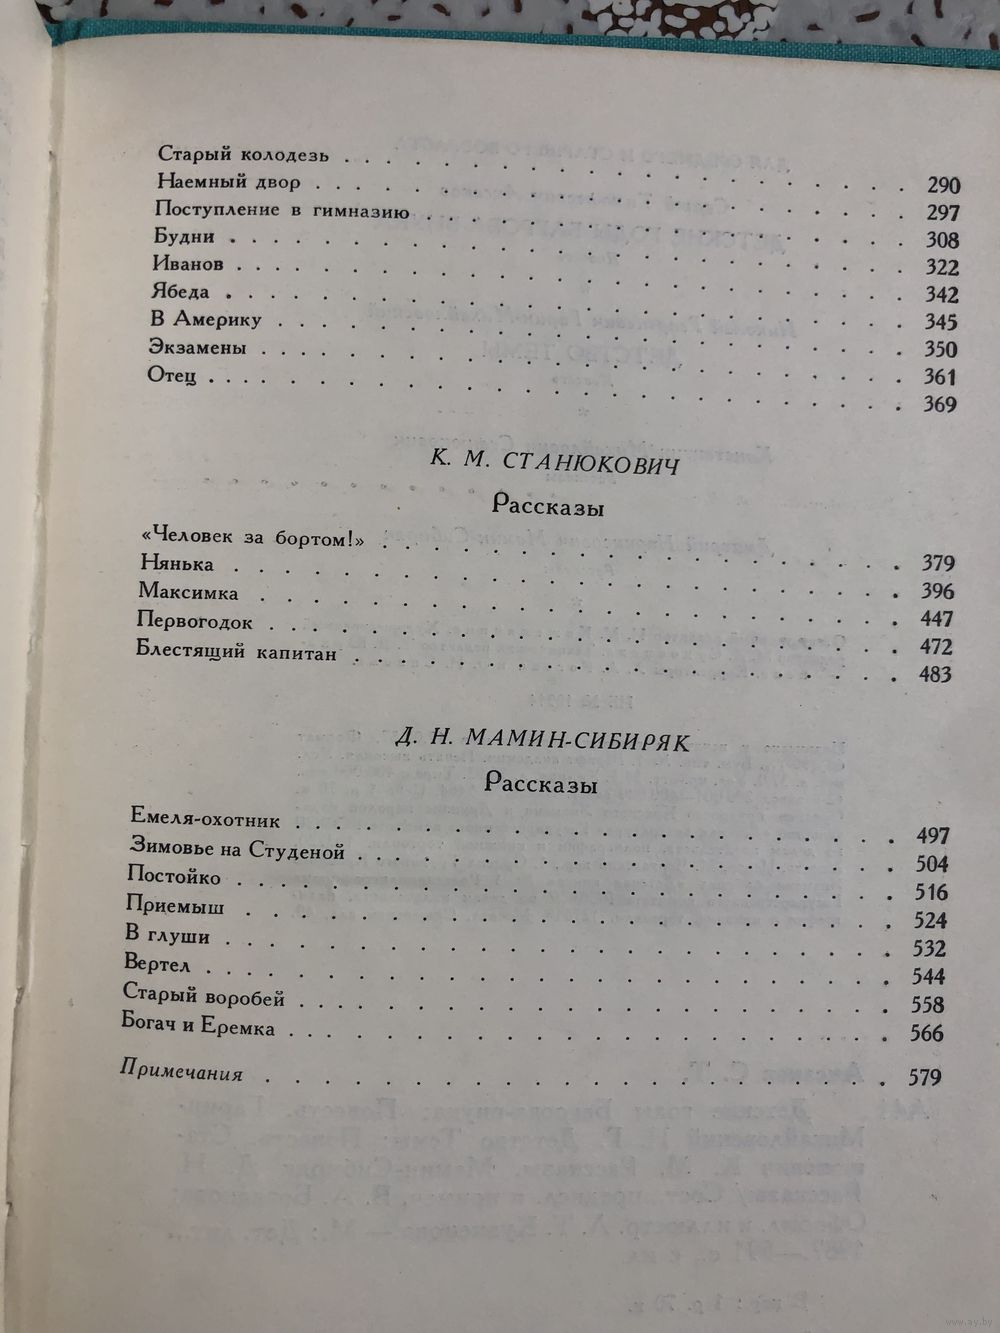 Старый колодезь . . . . . . . . . . . . . . . . . . 290
Наемный двор . . . . . . . . . . . . . . . . . . . 297
Поступление в гимназию . . . . . . . . . . . . . . 308
Будни . . . . . . . . . . . . . . . . . . . . . . 322
Иванов . . . . . . . . . . . . . . . . . . . . . . 342
Ябеда . . . . . . . . . . . . . . . . . . . . . . 345
В Америку . . . . . . . . . . . . . . . . . . . . 350
Экзамены . . . . . . . . . . . . . . . . . . . . . 361
Отец . . . . . . . . . . . . . . . . . . . . . . . 369
К. М. СТАНЮКОВИЧ
Рассказы
«Человек за бортом!» . . . . . . . . . . . . . . . 379
Нянька . . . . . . . . . . . . . . . . . . . . . . 396
Максимка . . . . . . . . . . . . . . . . . . . . . 447
Первогодок . . . . . . . . . . . . . . . . . . . . 472
Блестящий капитан . . . . . . . . . . . . . . . . 483
Д. Н. МАМИН-СИБИРЯК
Рассказы
Емеля-охотник . . . . . . . . . . . . . . . . . . 497
Зимовье на Студеной . . . . . . . . . . . . . . . 504
Постойко . . . . . . . . . . . . . . . . . . . . . 516
Приемыш . . . . . . . . . . . . . . . . . . . . . 524
В глуши . . . . . . . . . . . . . . . . . . . . . 532
Вертел . . . . . . . . . . . . . . . . . . . . . . 544
Старый воробей . . . . . . . . . . . . . . . . . . 558
Богач и Еремка . . . . . . . . . . . . . . . . . . 566
Примечания . . . . . . . . . . . . . . . . . . . . 579
www.ay.by